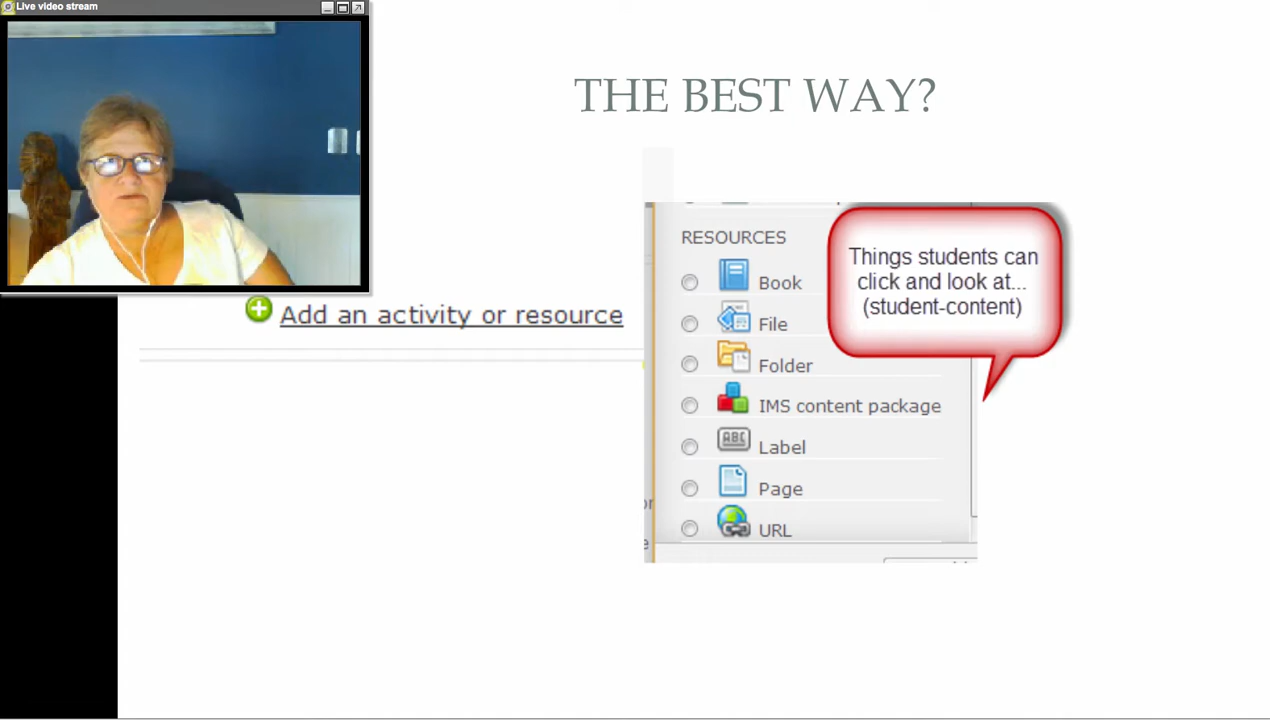 Live video stream
THE BEST WAY?
Add an activity or resource
RESOURCES
Book
File
Folder
IMS content package
ABC
Label
Page
URL
Things students can
click and look at...
(student-content)